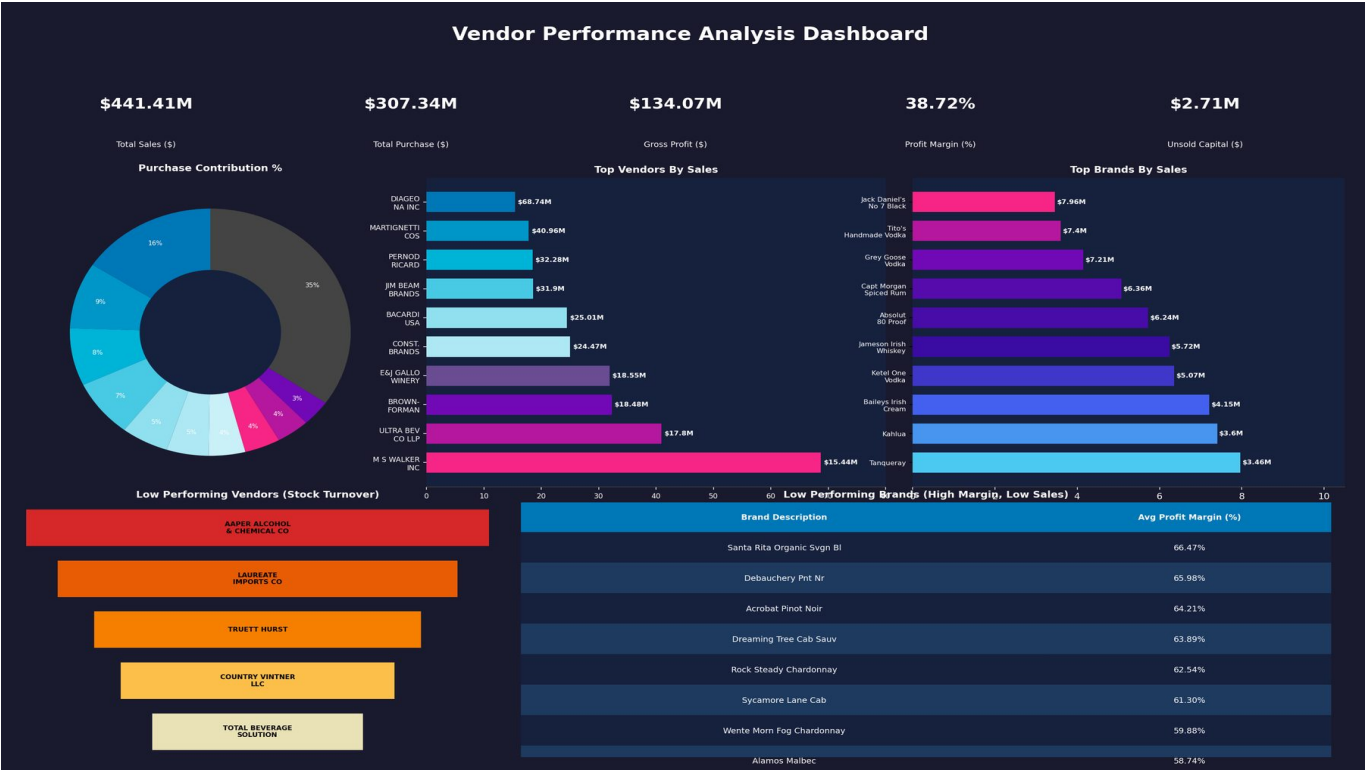 Vendor Performance Analysis Dashboard
$441.41M
$307.34M
$134.07M
38.72%
$2.71M
Total Sales ($)
Total Purchase ($)
Gross Profit ($)
Profit Margin (%)
Unsold Capital ($)
Purchase Contribution %
16%
35%
9%
8%
7%
5%
5%
4%
4%
3%
Top Vendors By Sales
DIAGEO
NA INC
$68.74M
MARTIGNETTI
COS
$40.96M
PERNOD
RICARD
$32.28M
JIM BEAM
BRANDS
$31.9M
BACARDI
USA
$25.01M
CONST.
BRANDS
$24.47M
E&J GALLO
WINERY
$18.55M
BROWN-
FORMAN
$18.48M
ULTRA BEV
CO LLP
$17.8M
M S WALKER
INC
$15.44M
0 10 20 30 40 50 60
Top Brands By Sales
Jack Daniel's
No 7 Black
$7.96M
Tito's
Handmade Vodka
$7.4M
Grey Goose
Vodka
$7.21M
Capt Morgan
Spiced Rum
$6.36M
Absolut
80 Proof
$6.24M
Jameson Irish
Whiskey
$5.72M
Ketel One
Vodka
$5.07M
Baileys Irish
Cream
$4.15M
Kahlua
$3.6M
Tanqueray
$3.46M
4 6 8 10
Low Performing Vendors (Stock Turnover)
AAPER ALCOHOL
& CHEMICAL CO
LAUREATE
IMPORTS CO
TRUETT HURST
COUNTRY VINTNER
LLC
TOTAL BEVERAGE
SOLUTION
Low Performing Brands (High Margin, Low Sales)
Brand Description Avg Profit Margin (%)
Santa Rita Organic Svgn Bl 66.47%
Debauchery Pnt Nr 65.98%
Acrobat Pinot Noir 64.21%
Dreaming Tree Cab Sauv 63.89%
Rock Steady Chardonnay 62.54%
Sycamore Lane Cab 61.30%
Wente Morn Fog Chardonnay 59.88%
Alamos Malbec 58.74%